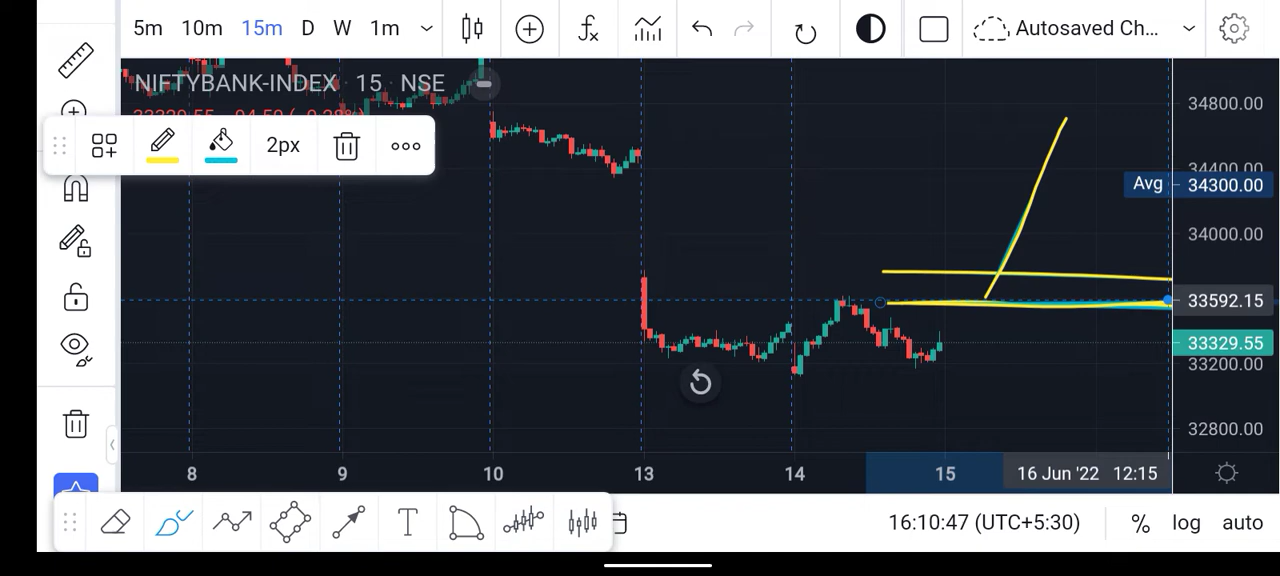 5m 10m 15m D W 1m Autosaved Ch...
NIFTYBANK-INDEX · 15 · NSE
34800.00
2px
34400.00
Avg 34300.00
34000.00
33592.15
33329.55
33200.00
32800.00
8 9 10 13 14 15 16 Jun '22 12:15
16:10:47 (UTC+5:30) % log auto